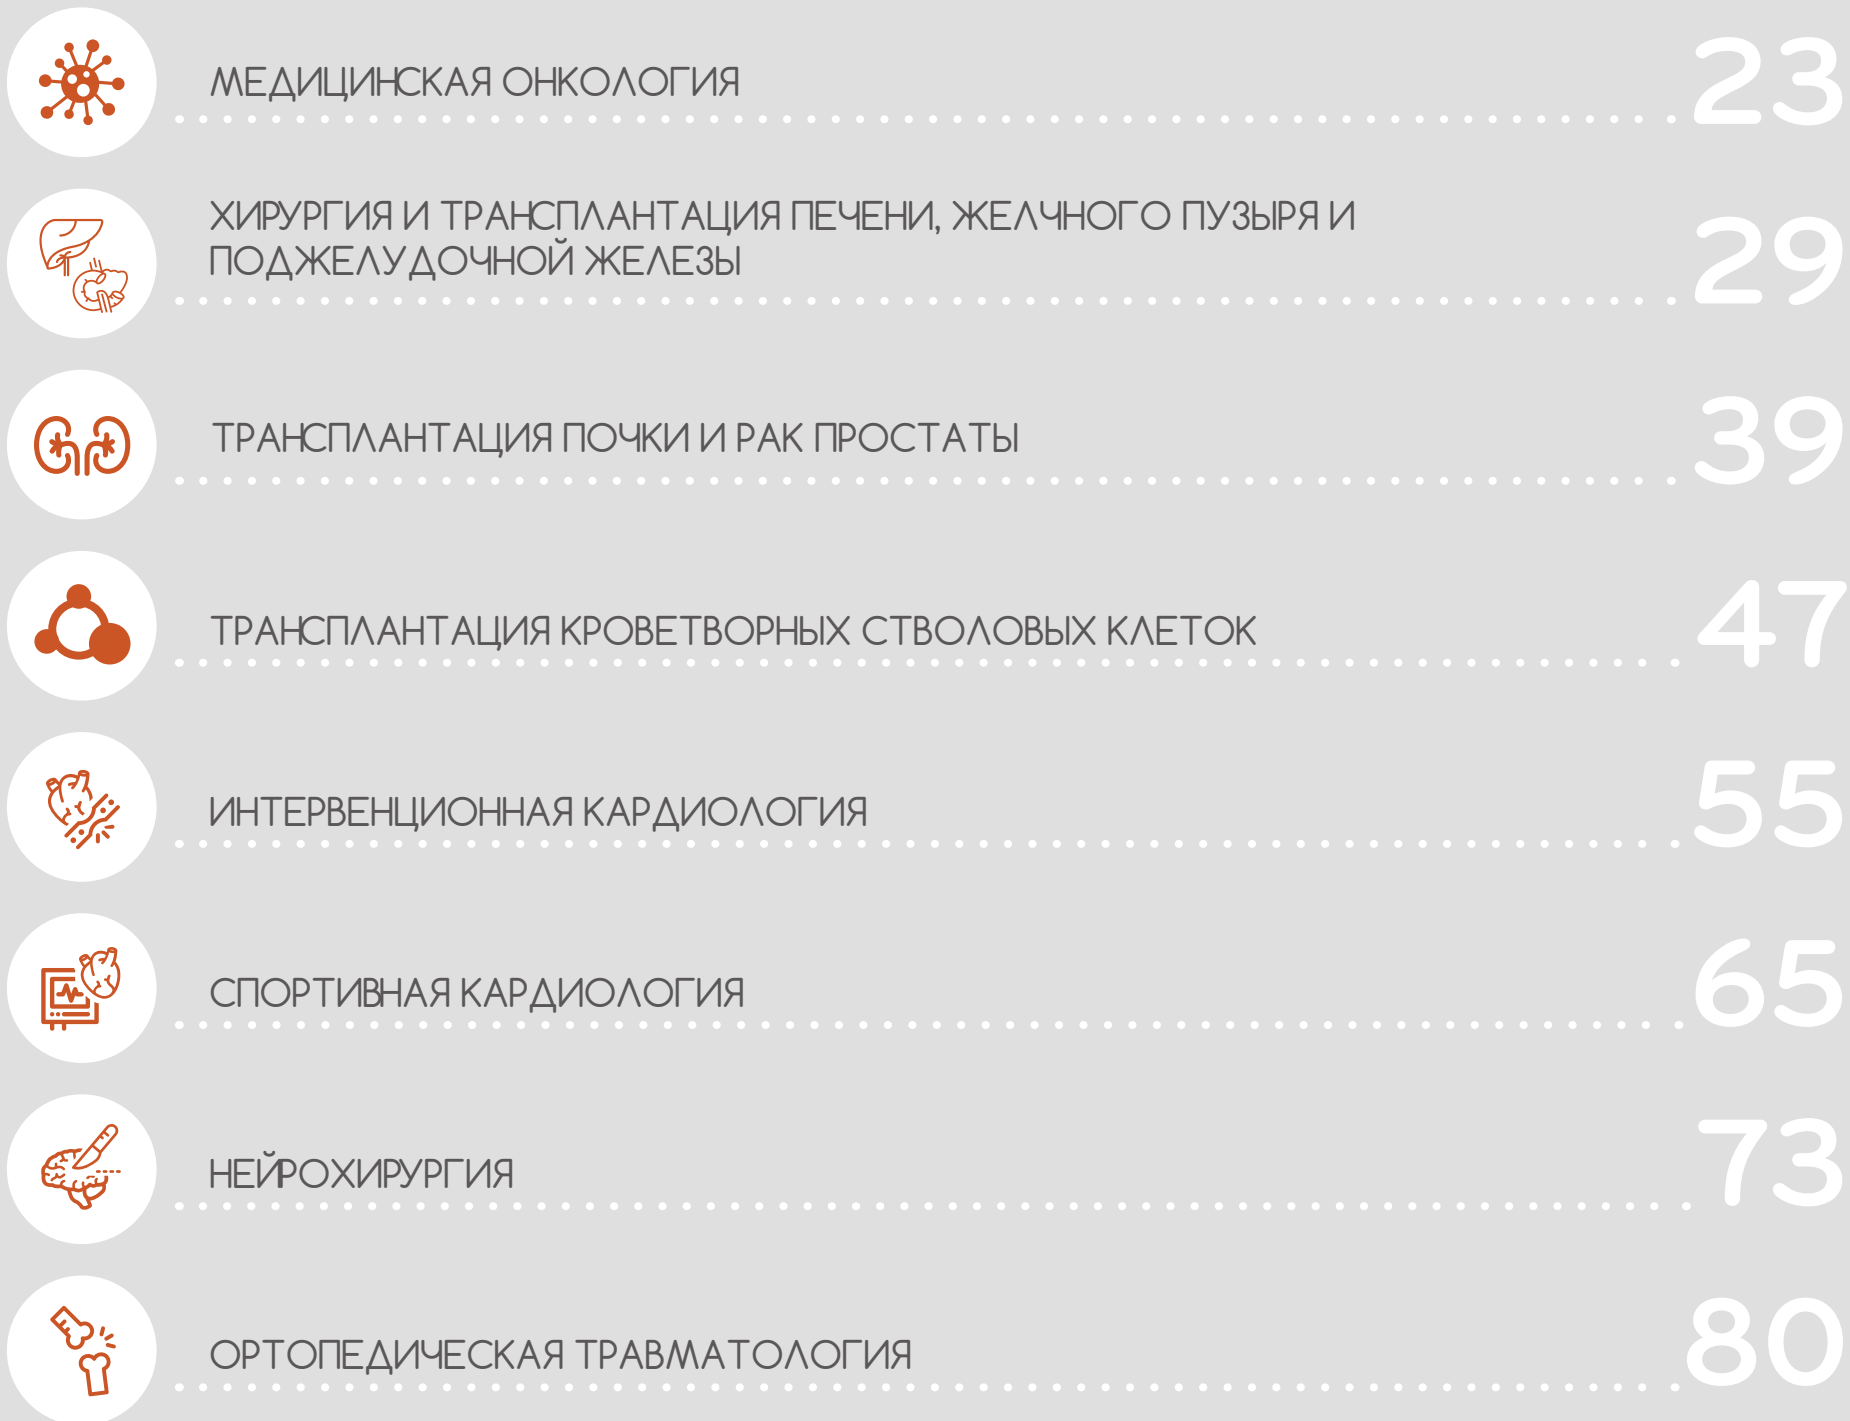 МЕДИЦИНСКАЯ ОНКОЛОГИЯ 23
ХИРУРГИЯ И ТРАНСПЛАНТАЦИЯ ПЕЧЕНИ, ЖЕЛЧНОГО ПУЗЫРЯ И
ПОДЖЕЛУДОЧНОЙ ЖЕЛЕЗЫ 29
ТРАНСПЛАНТАЦИЯ ПОЧКИ И РАК ПРОСТАТЫ 39
ТРАНСПЛАНТАЦИЯ КРОВЕТВОРНЫХ СТВОЛОВЫХ КЛЕТОК 47
ИНТЕРВЕНЦИОННАЯ КАРДИОЛОГИЯ 55
СПОРТИВНАЯ КАРДИОЛОГИЯ 65
НЕЙРОХИРУРГИЯ 73
ОРТОПЕДИЧЕСКАЯ ТРАВМАТОЛОГИЯ 80